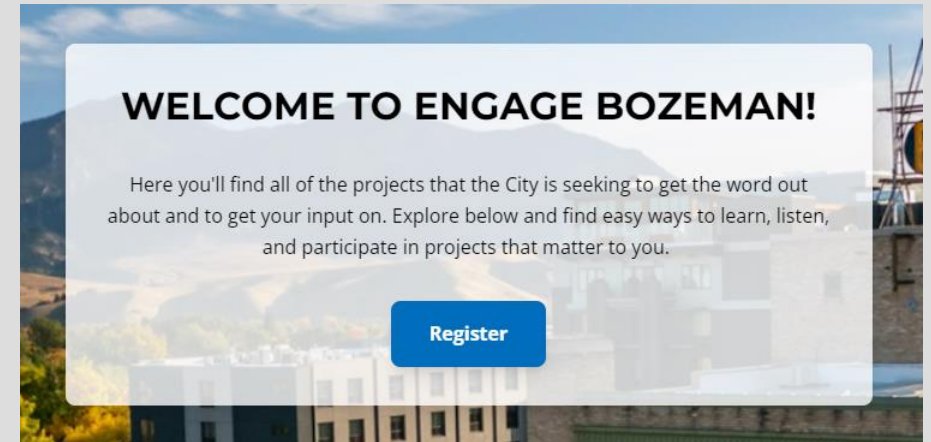 WELCOME TO ENGAGE BOZEMAN!
Here you'll find all of the projects that the City is seeking to get the word out
about and to get your input on. Explore below and find easy ways to learn, listen,
and participate in projects that matter to you.
Register